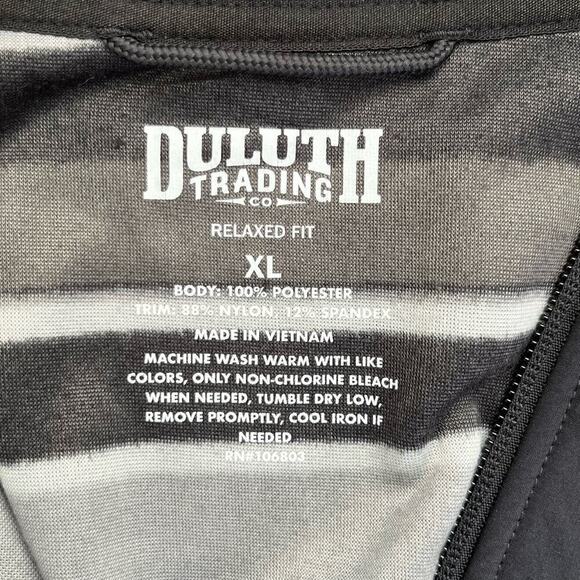 DULUTH
TRADING
CO
RELAXED FIT
XL
BODY: 100% POLYESTER
TRIM: 88% NYLON, 12% SPANDEX
MADE IN VIETNAM
MACHINE WASH WARM WITH LIKE
COLORS, ONLY NON-CHLORINE BLEACH
WHEN NEEDED, TUMBLE DRY LOW,
REMOVE PROMPTLY, COOL IRON IF
NEEDED
RN#106803